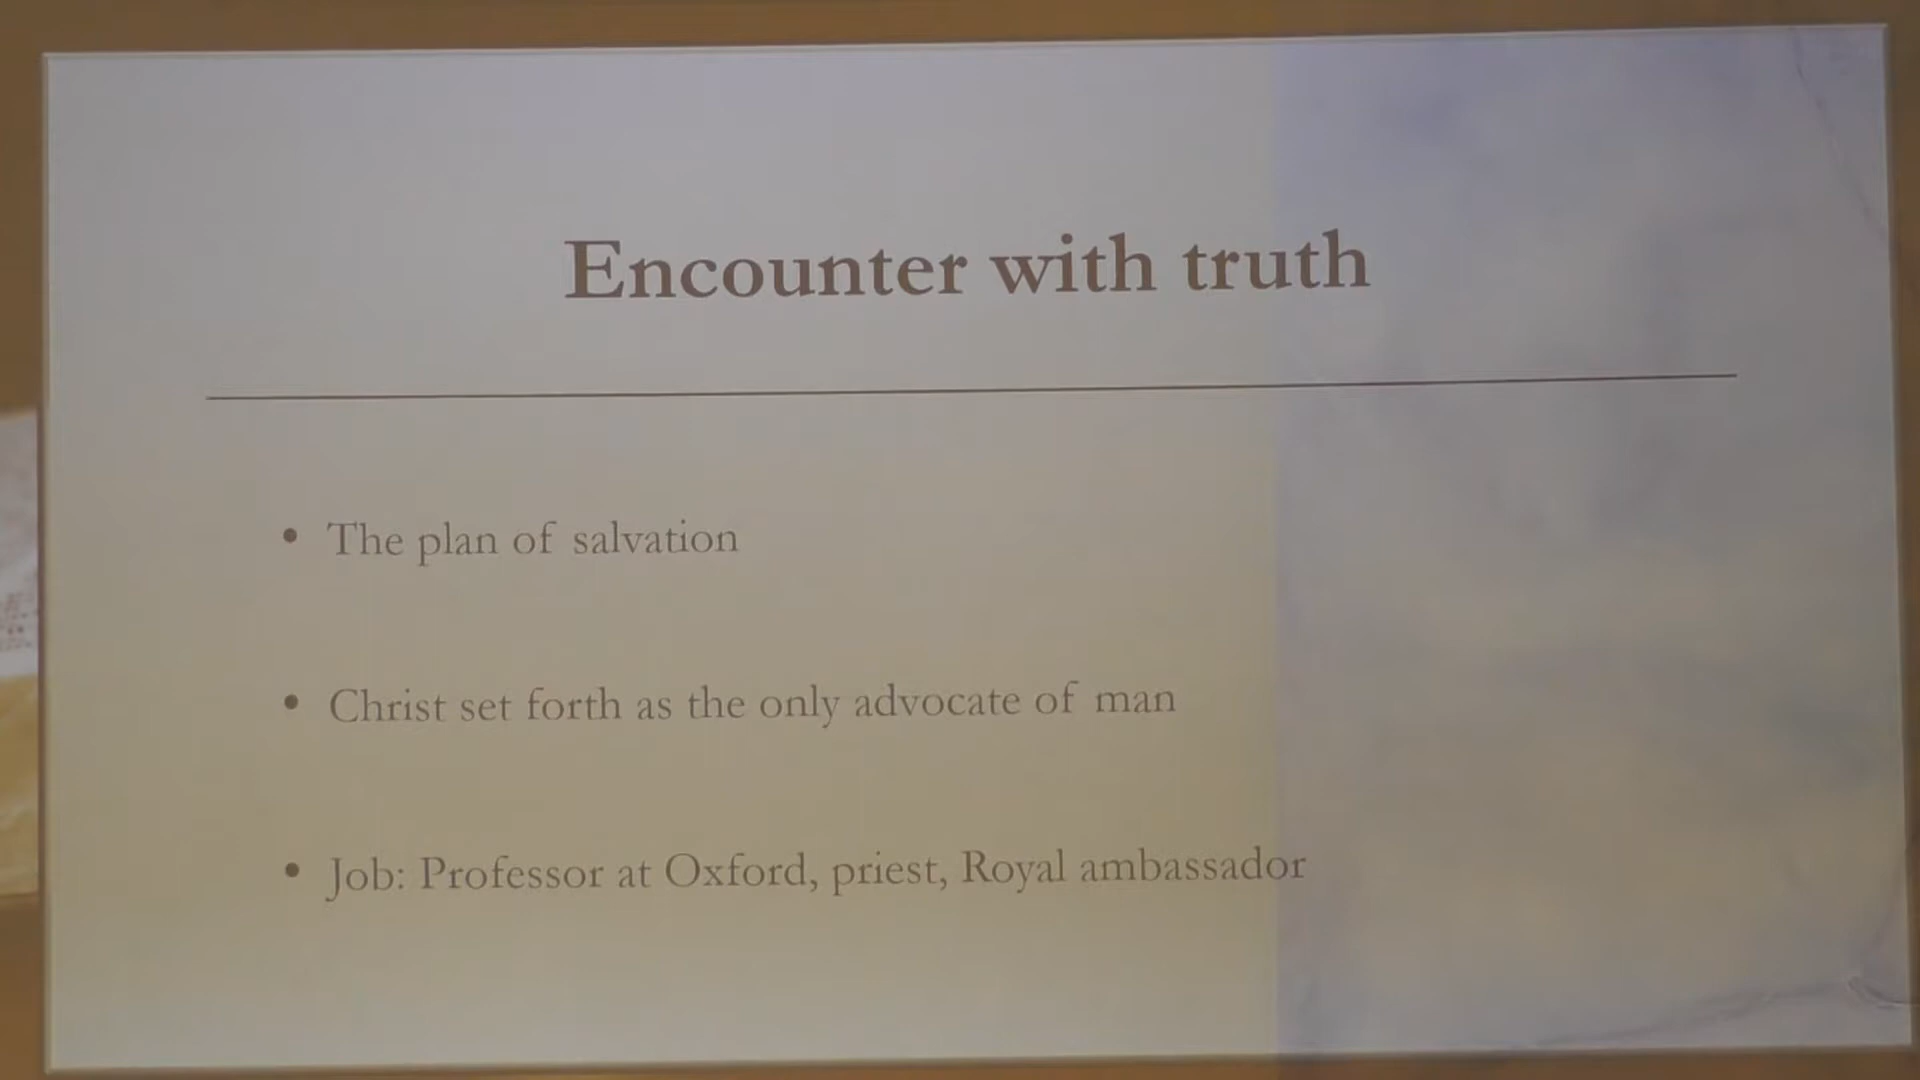 Encounter with truth
• The plan of salvation
• Christ set forth as the only advocate of man
• Job: Professor at Oxford, priest, Royal ambassador